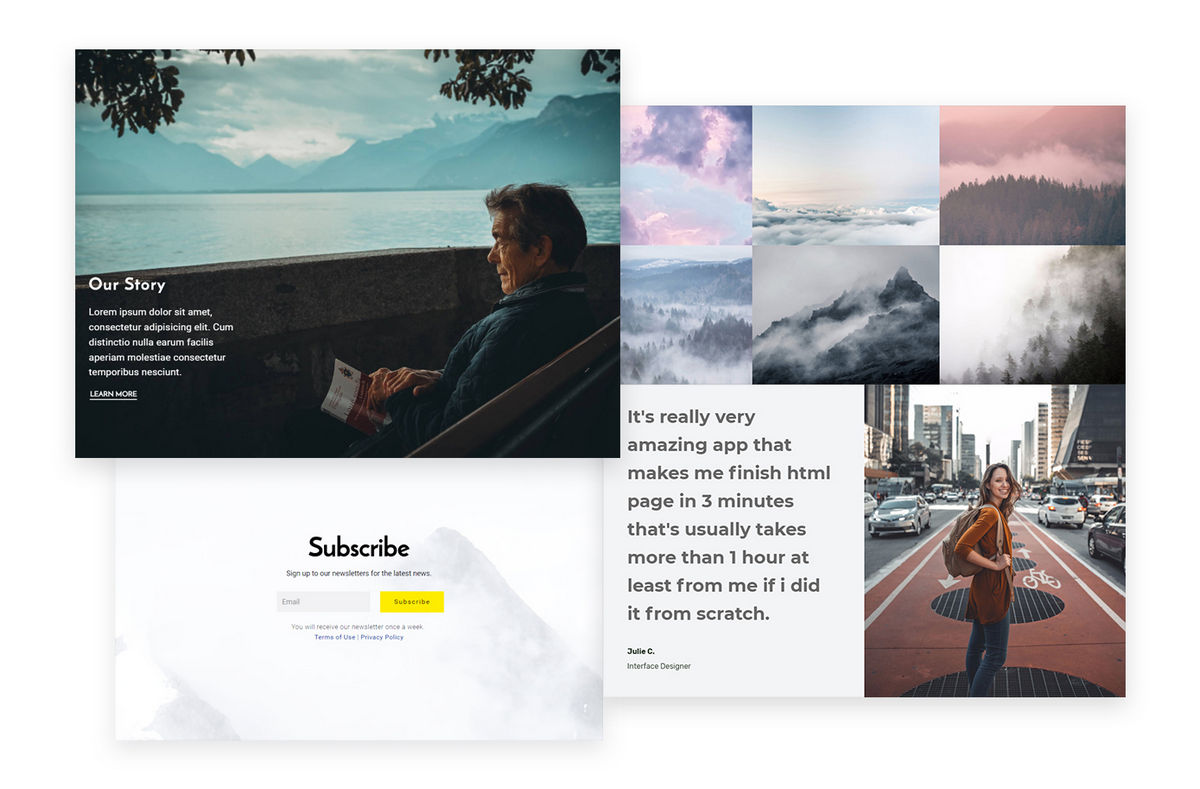 Our Story
Lorem ipsum dolor sit amet,
consectetur adipisicing elit. Cum
distinctio nulla earum facilis
aperiam molestiae consectetur
temporibus nesciunt.
LEARN MORE
It's really very
amazing app that
makes me finish html
page in 3 minutes
that's usually takes
more than 1 hour at
least from me if i did
it from scratch.
Julie C.
Interface Designer
Subscribe
Sign up to our newsletters for the latest news.
Email
Subscribe
You will receive our newsletter once a week.
Terms of Use | Privacy Policy